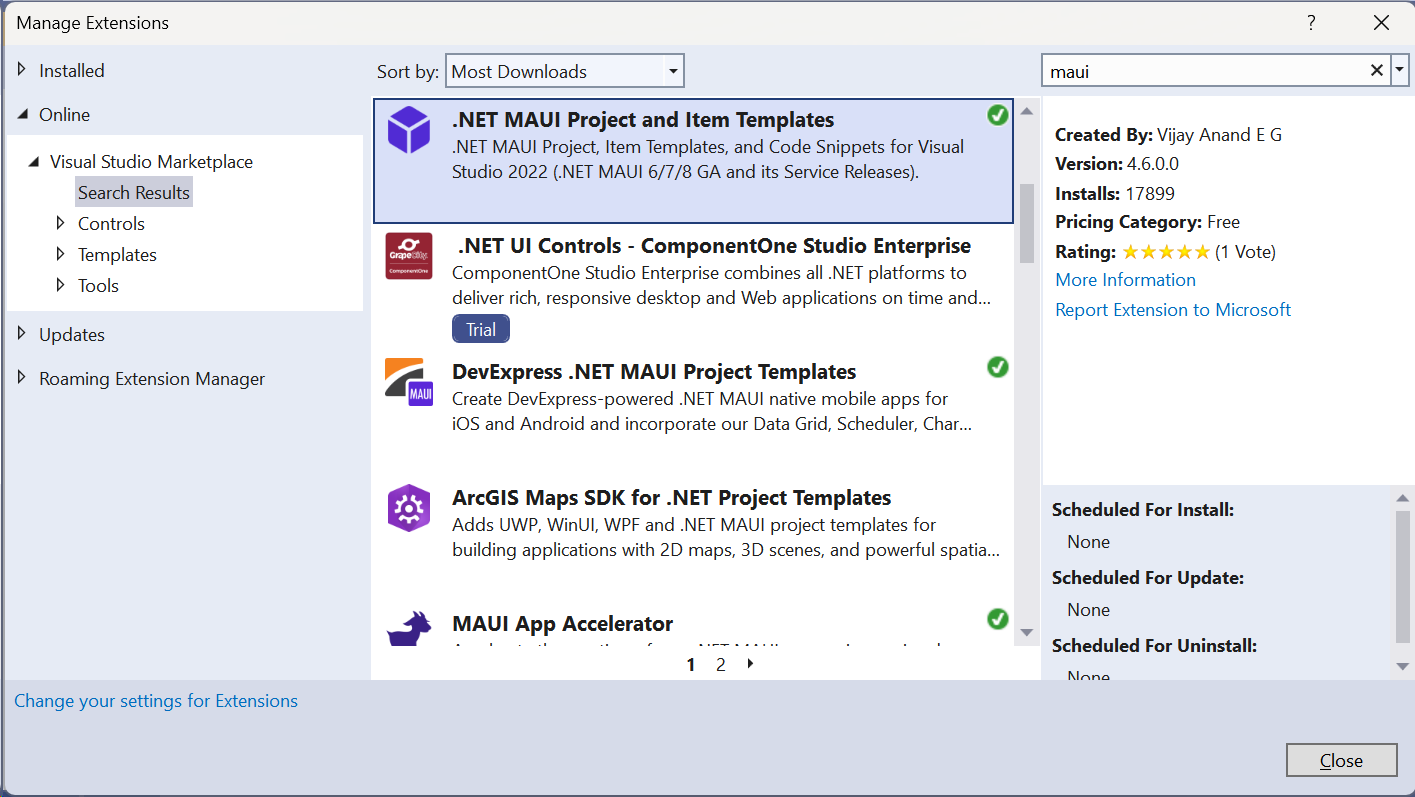 Manage Extensions
?
Installed
Online
Visual Studio Marketplace
Search Results
Controls
Templates
Tools
Updates
Roaming Extension Manager
Sort by: Most Downloads
.NET MAUI Project and Item Templates
.NET MAUI Project, Item Templates, and Code Snippets for Visual
Studio 2022 (.NET MAUI 6/7/8 GA and its Service Releases).
GrapeCity
ComponentOne
.NET UI Controls - ComponentOne Studio Enterprise
ComponentOne Studio Enterprise combines all .NET platforms to
deliver rich, responsive desktop and Web applications on time and...
Trial
MAUI
DevExpress .NET MAUI Project Templates
Create DevExpress-powered .NET MAUI native mobile apps for
iOS and Android and incorporate our Data Grid, Scheduler, Char...
ArcGIS Maps SDK for .NET Project Templates
Adds UWP, WinUI, WPF and .NET MAUI project templates for
building applications with 2D maps, 3D scenes, and powerful spatia...
MAUI App Accelerator
1 2
maui
Created By: Vijay Anand E G
Version: 4.6.0.0
Installs: 17899
Pricing Category: Free
Rating: (1 Vote)
More Information
Report Extension to Microsoft
Scheduled For Install:
None
Scheduled For Update:
None
Scheduled For Uninstall:
None
Change your settings for Extensions
Close